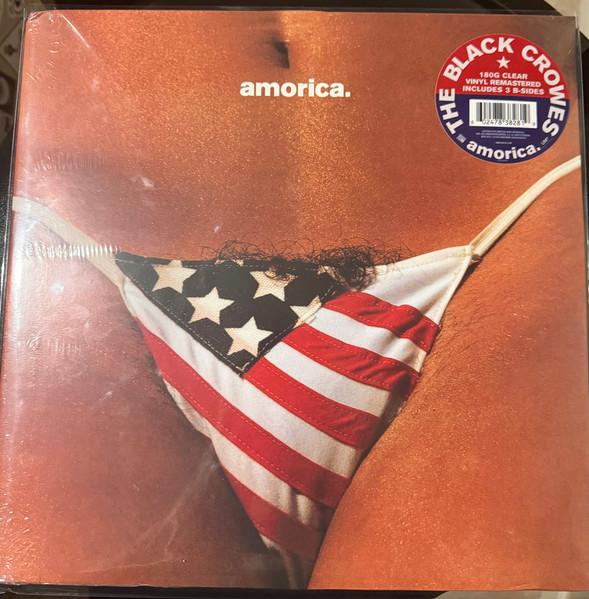 amorica.
THE BLACK CROWES
180G CLEAR
VINYL REMASTERED
INCLUDES 3 B-SIDES
amorica.